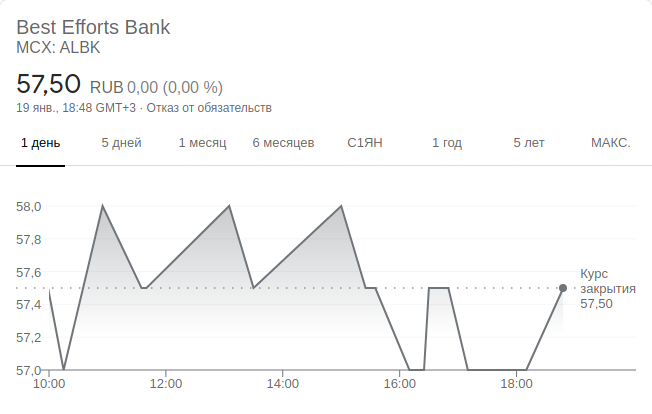 Best Efforts Bank
MCX: ALBK
57,50 RUB 0,00 (0,00 %)
19 янв., 18:48 GMT+3 · Отказ от обязательств
1 день 5 дней 1 месяц 6 месяцев С1ЯН 1 год 5 лет МАКС.
58,0
57,8
57,6
57,4
57,2
57,0
Курс
закрытия
57,50
10:00 12:00 14:00 16:00 18:00